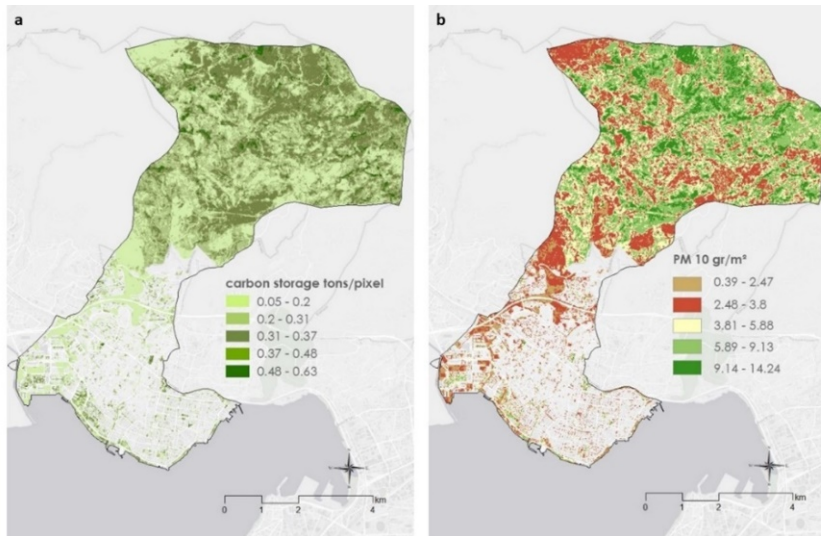 a
carbon storage tons/pixel
0.05 - 0.2
0.2 - 0.31
0.31 - 0.37
0.37 - 0.48
0.48 - 0.63
km
0 1 2 4
b
PM 10 gr/m²
0.39 - 2.47
2.48 - 3.8
3.81 - 5.88
5.89 - 9.13
9.14 - 14.24
km
0 1 2 4